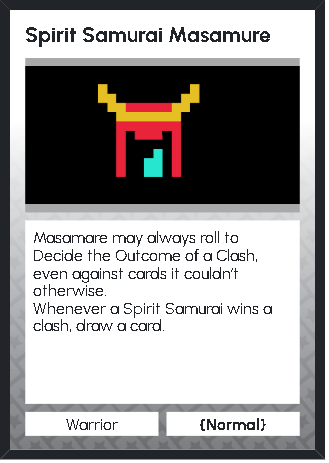 Spirit Samurai Masamure
Masamare may always roll to
Decide the Outcome of a Clash,
even against cards it couldn't
otherwise.
Whenever a Spirit Samurai wins a
clash, draw a card.
Warrior
{Normal}